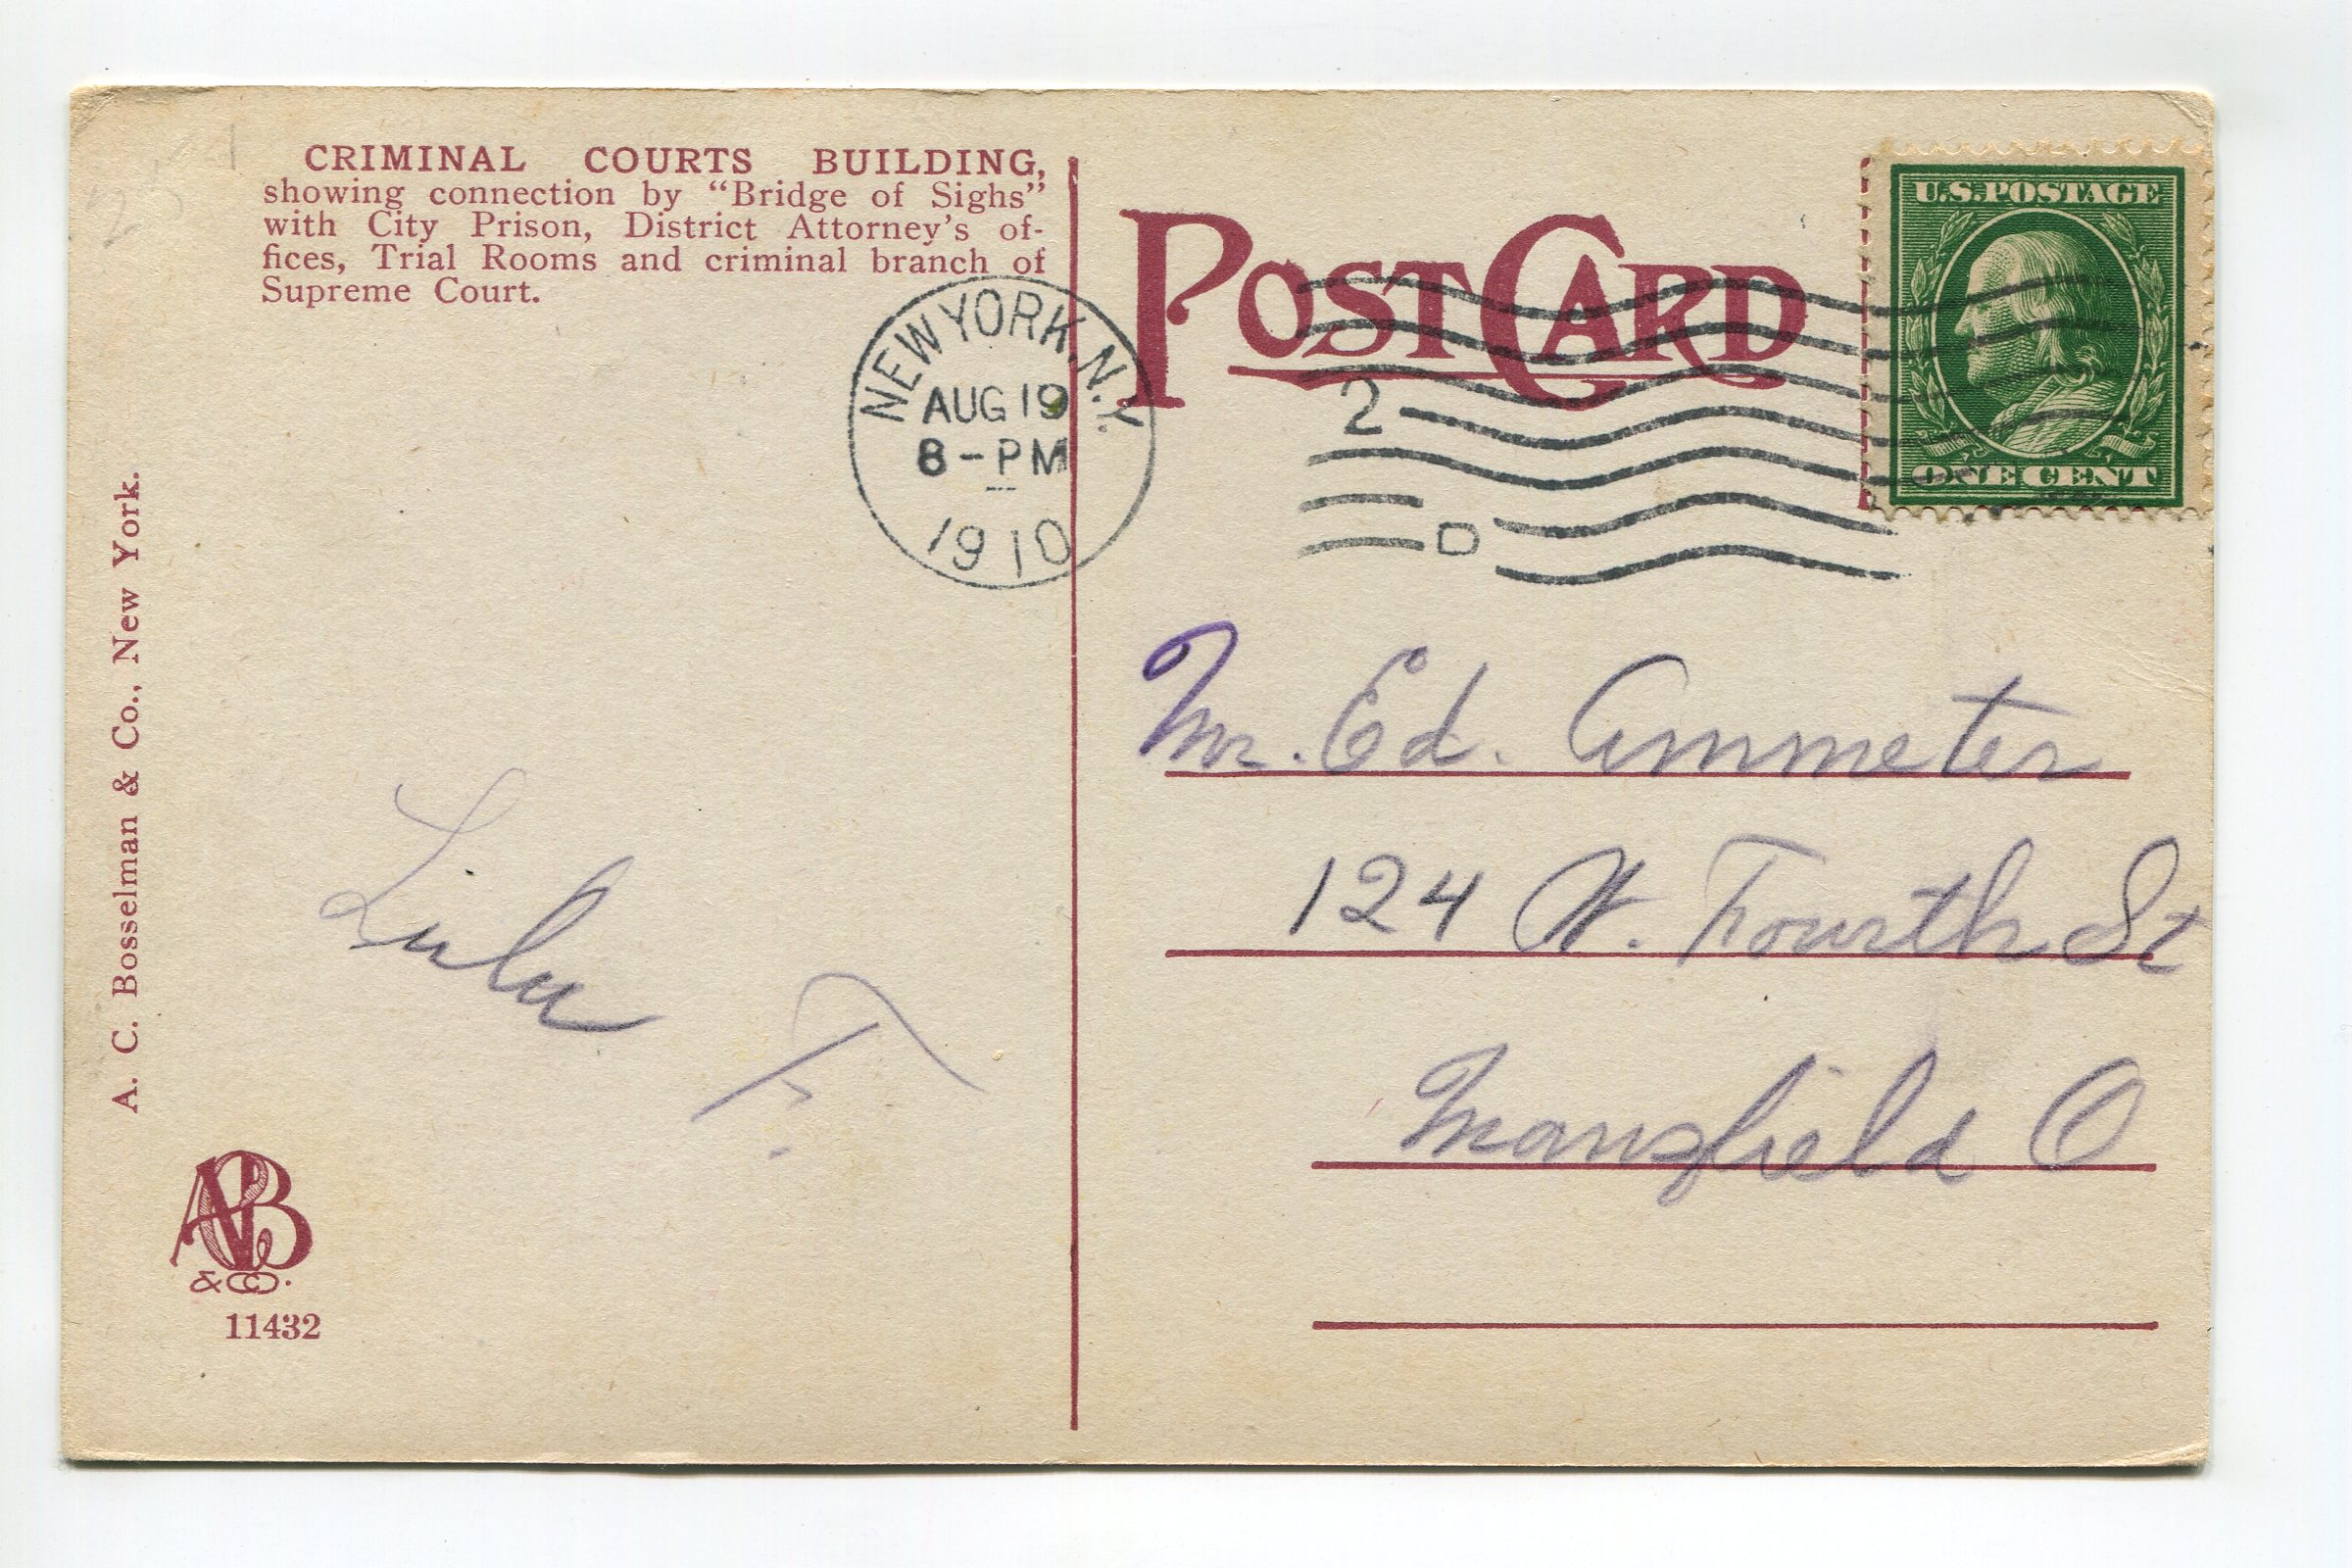 CRIMINAL COURTS BUILDING,
showing connection by "Bridge of Sighs"
with City Prison, District Attorney's of-
fices, Trial Rooms and criminal branch of
Supreme Court.
A. C. Bosselman & Co., New York.
ACB
& CO.
11432
Lulu
F.
NEW YORK, N.Y.
AUG 19
8-PM
1910
POST CARD
2
D
U.S. POSTAGE
ONE CENT
Mr. Ed. Ammeter
124 W. Fourth St
Mansfield O